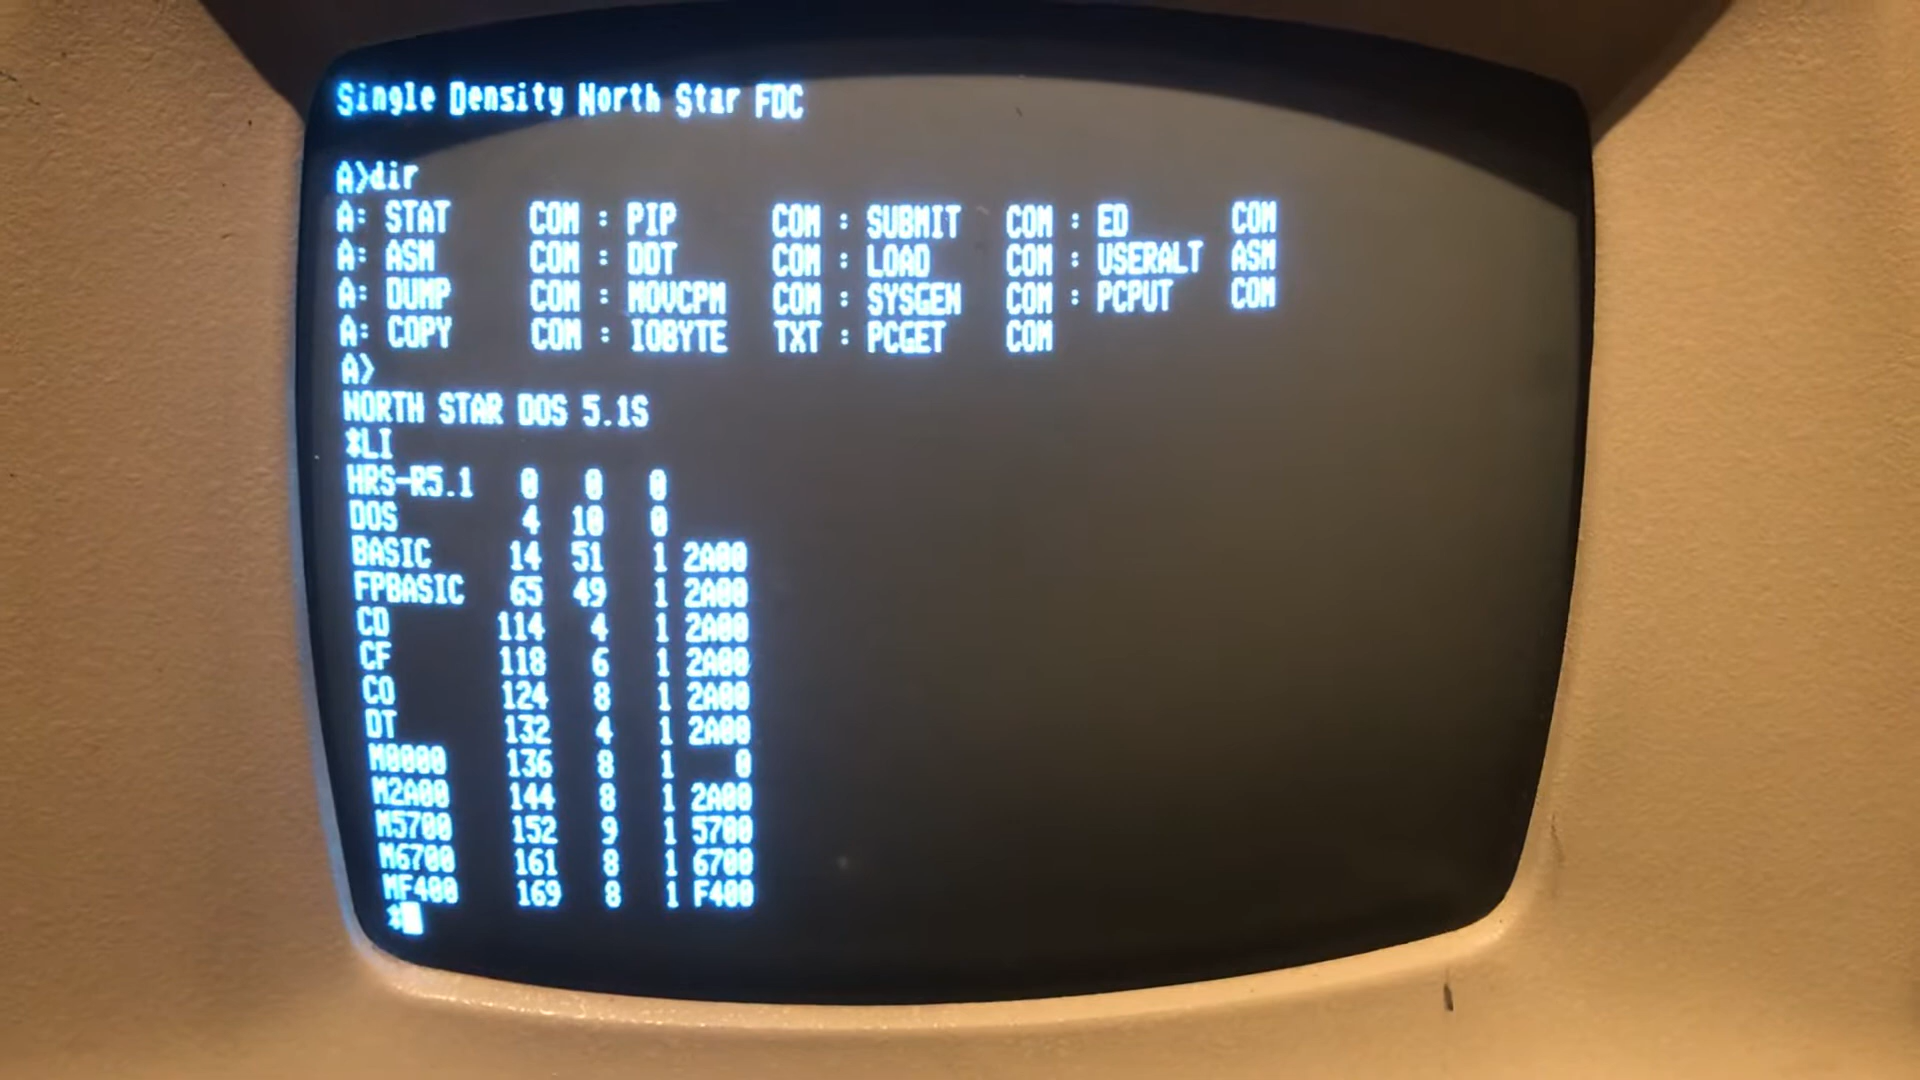 Single Density North Star FDC
A>dir
A: STAT COM : PIP COM : SUBMIT COM : ED COM
A: ASM COM : DDT COM : LOAD COM : USERALT ASM
A: DUMP COM : MOVCPM COM : SYSGEN COM : PCPUT COM
A: COPY COM : IOBYTE TXT : PCGET COM
A>
NORTH STAR DOS 5.1S
*LI
HRS-R5.1 0 0 0
DOS 4 10 0
BASIC 14 51 1 2A00
FPBASIC 65 49 1 2A00
CD 114 4 1 2A00
CF 118 6 1 2A00
CO 124 8 1 2A00
DT 132 4 1 2A00
M0000 136 8 1 0
M2A00 144 8 1 2A00
M5700 152 9 1 5700
M6700 161 8 1 6700
MF400 169 8 1 F400
*